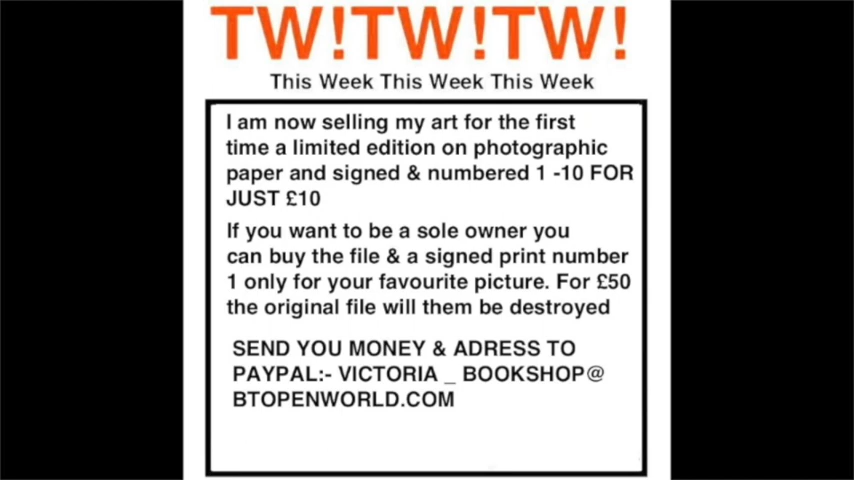 TW!TW!TW!
This Week This Week This Week
I am now selling my art for the first
time a limited edition on photographic
paper and signed & numbered 1 -10 FOR
JUST £10
If you want to be a sole owner you
can buy the file & a signed print number
1 only for your favourite picture. For £50
the original file will them be destroyed
SEND YOU MONEY & ADRESS TO
PAYPAL:- VICTORIA _ BOOKSHOP@
BTOPENWORLD.COM